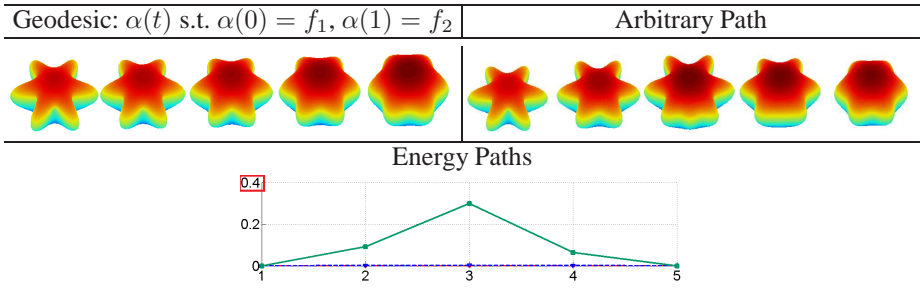 Geodesic: α(t) s.t. α(0) = f₁, α(1) = f₂
Arbitrary Path
Energy Paths
0.4
0.2
0
1 2 3 4 5